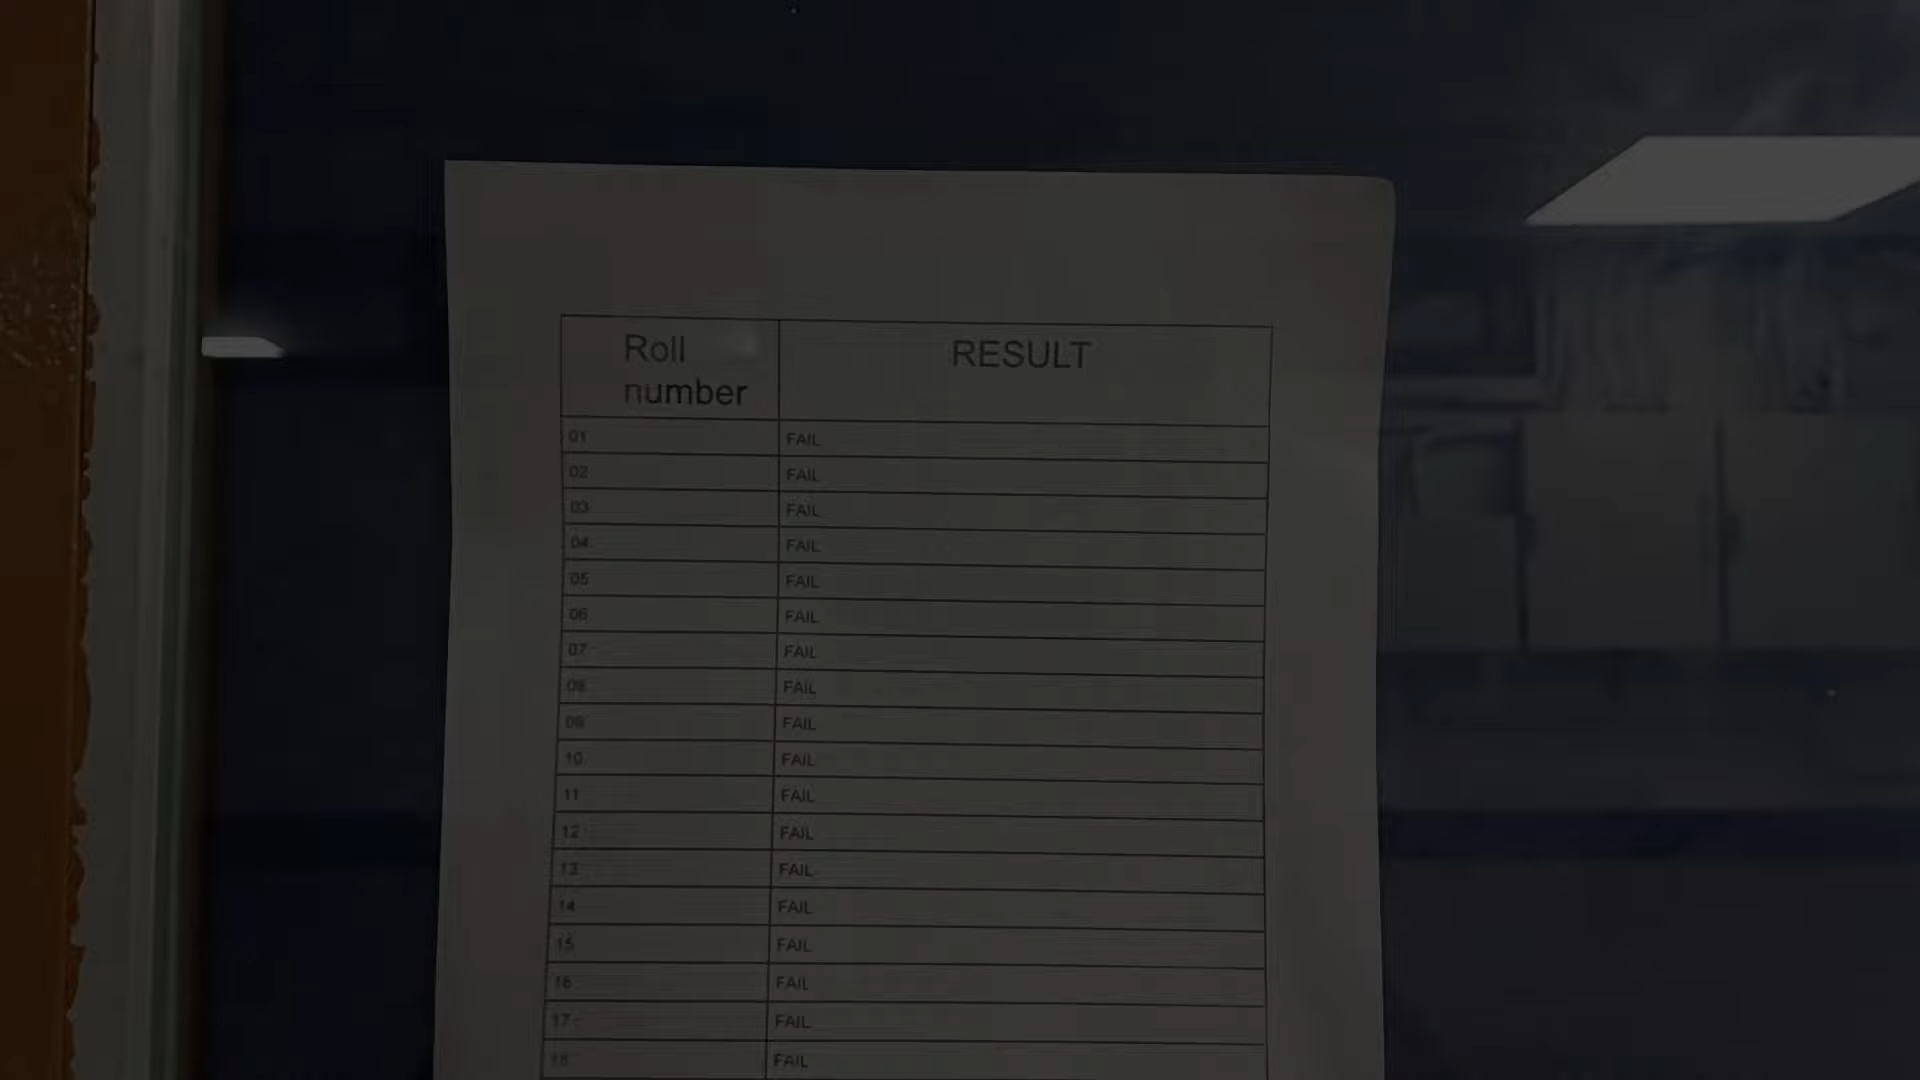 Roll number RESULT
01 FAIL
02 FAIL
03 FAIL
04 FAIL
05 FAIL
06 FAIL
07 FAIL
08 FAIL
09 FAIL
10 FAIL
11 FAIL
12 FAIL
13 FAIL
14 FAIL
15 FAIL
16 FAIL
17 FAIL
18 FAIL